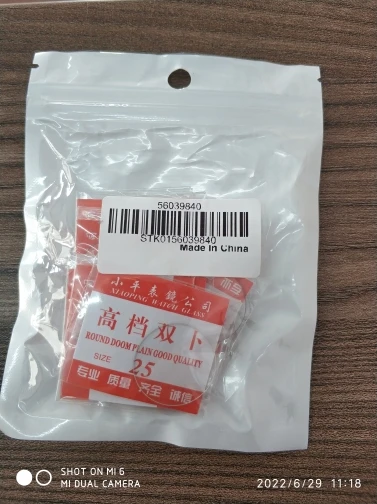 56039840
STK0156039840
Made In China
小平表鏡公司
XIAOPING WATCH GLASS
高档双卜
ROUND DOOM PLAIN GOOD QUALITY
SIZE: 25
专业 质量 齐全 诚信
SHOT ON MI 6
MI DUAL CAMERA
2022/6/29 11:18